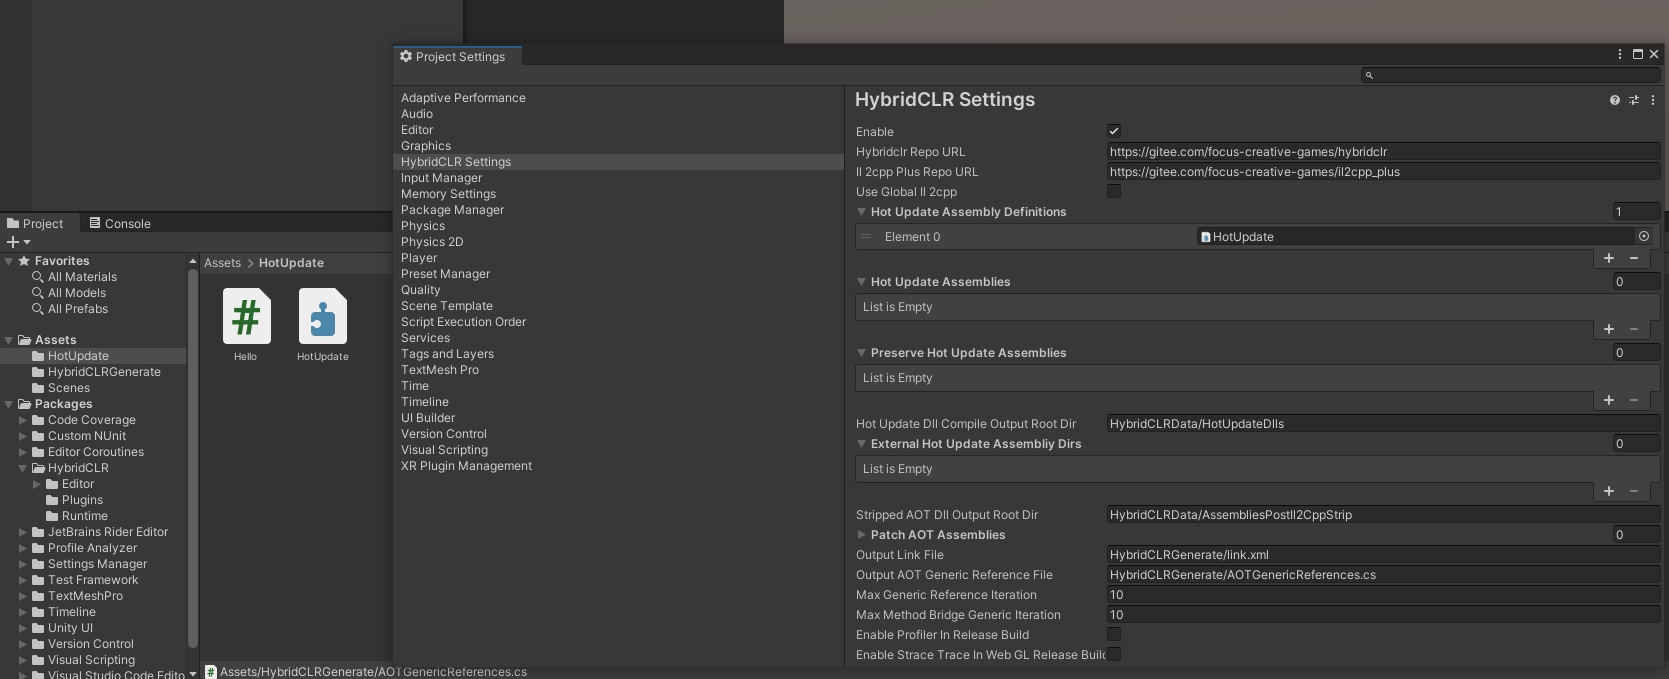 Project Settings
Adaptive Performance
Audio
Editor
Graphics
HybridCLR Settings
Input Manager
Memory Settings
Package Manager
Physics
Physics 2D
Player
Preset Manager
Quality
Scene Template
Script Execution Order
Services
Tags and Layers
TextMesh Pro
Time
Timeline
UI Builder
Version Control
Visual Scripting
XR Plugin Management
HybridCLR Settings
Enable
Hybridclr Repo URL https://gitee.com/focus-creative-games/hybridclr
Il 2cpp Plus Repo URL https://gitee.com/focus-creative-games/il2cpp_plus
Use Global Il 2cpp
Hot Update Assembly Definitions 1
Element 0 HotUpdate
Hot Update Assemblies 0
List is Empty
Preserve Hot Update Assemblies 0
List is Empty
Hot Update Dll Compile Output Root Dir HybridCLRData/HotUpdateDlls
External Hot Update Assembliy Dirs 0
List is Empty
Stripped AOT Dll Output Root Dir HybridCLRData/AssembliesPostIl2CppStrip
Patch AOT Assemblies 0
Output Link File HybridCLRGenerate/link.xml
Output AOT Generic Reference File HybridCLRGenerate/AOTGenericReferences.cs
Max Generic Reference Iteration 10
Max Method Bridge Generic Iteration 10
Enable Profiler In Release Build
Enable Strace Trace In Web GL Release Build
Project Console
Favorites
All Materials
All Models
All Prefabs
Assets
HotUpdate
HybridCLRGenerate
Scenes
Packages
Code Coverage
Custom NUnit
Editor Coroutines
HybridCLR
Editor
Plugins
Runtime
JetBrains Rider Editor
Profile Analyzer
Settings Manager
Test Framework
TextMeshPro
Timeline
Unity UI
Version Control
Visual Scripting
Visual Studio Code Edito
Assets > HotUpdate
Hello
HotUpdate
Assets/HybridCLRGenerate/AOTGenericReferences.cs